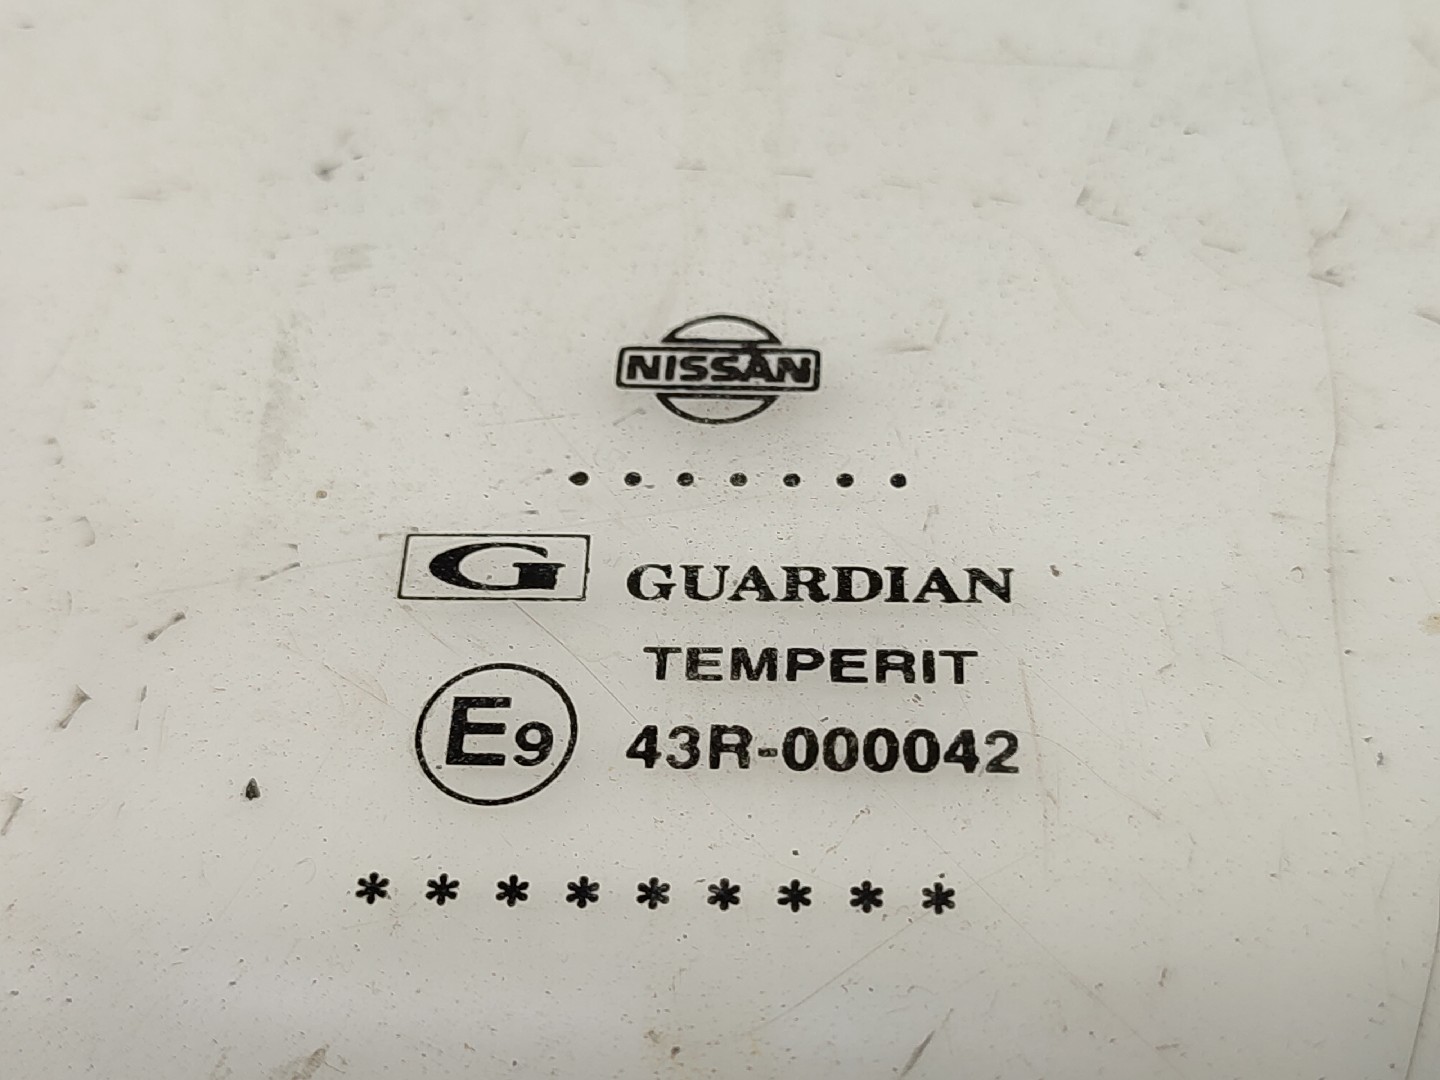 NISSAN
. . . . . . .
G GUARDIAN
TEMPERIT
E9 43R-000042
* * * * * * * * *